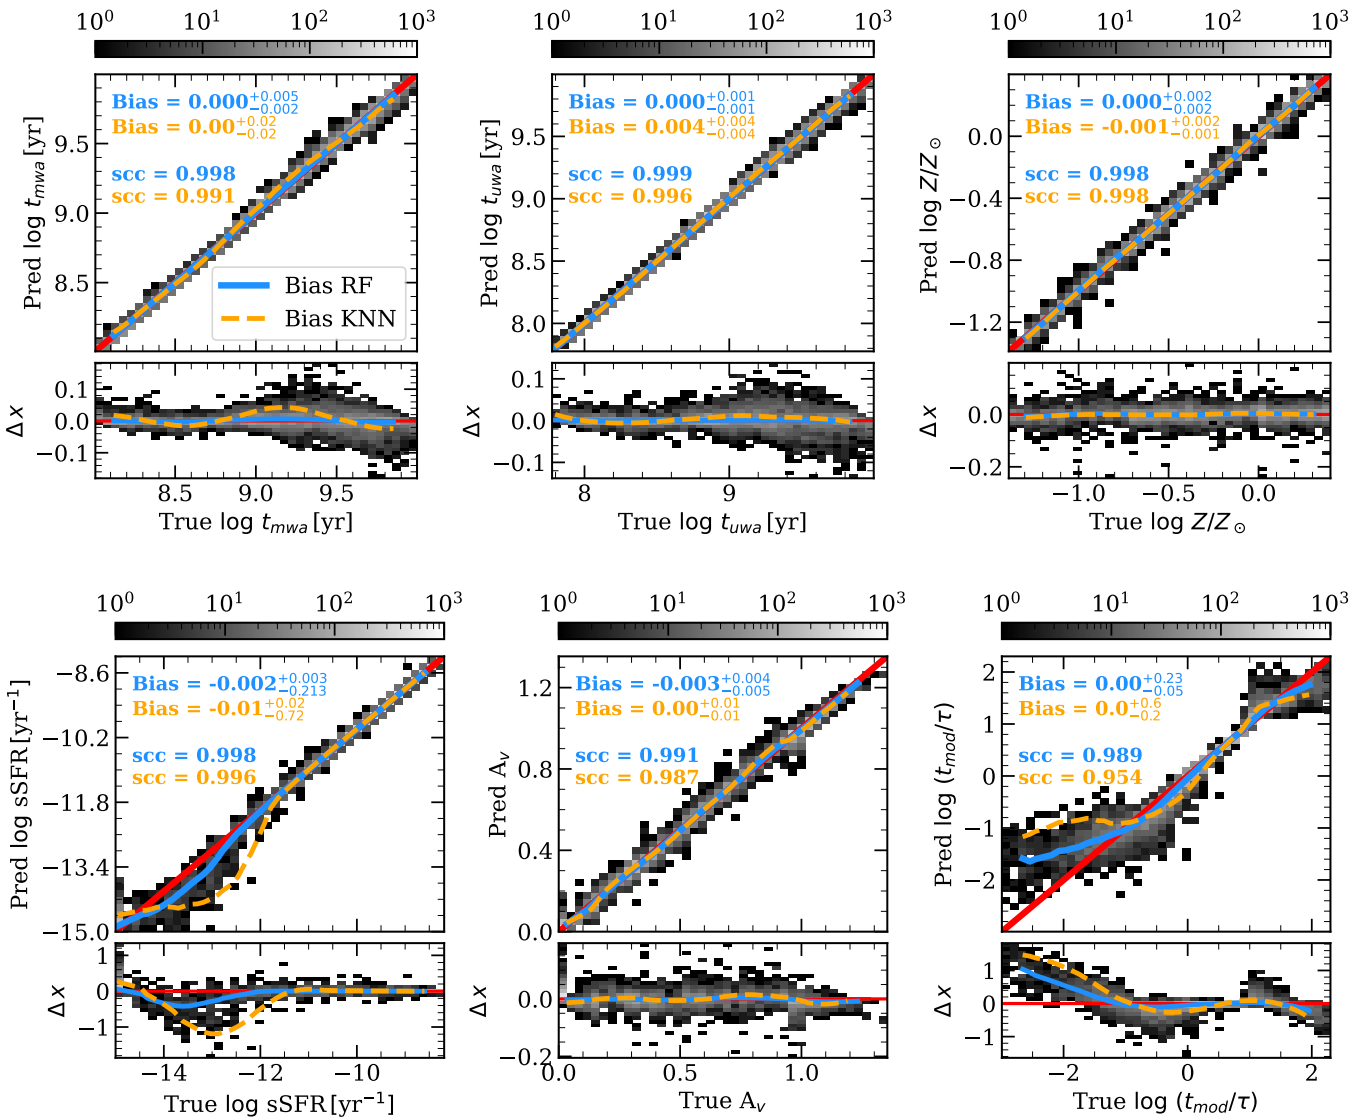 10^0 10^1 10^2 10^3
10^0 10^1 10^2 10^3
10^0 10^1 10^2 10^3
Bias = 0.000^{+0.005}_{-0.002}
Bias = 0.00^{+0.02}_{-0.02}
scc = 0.998
scc = 0.991
Bias RF
Bias KNN
Pred log t_{mwa} [yr]
9.5
9.0
8.5
Δx
0.1
0.0
−0.1
8.5 9.0 9.5
True log t_{mwa} [yr]
Bias = 0.000^{+0.001}_{-0.001}
Bias = 0.004^{+0.004}_{-0.004}
scc = 0.999
scc = 0.996
Pred log t_{uwa} [yr]
9.5
9.0
8.5
8.0
Δx
0.1
0.0
−0.1
8 9
True log t_{uwa} [yr]
Bias = 0.000^{+0.002}_{-0.002}
Bias = -0.001^{+0.002}_{-0.001}
scc = 0.998
scc = 0.998
Pred log Z/Z_⊙
0.0
−0.4
−0.8
−1.2
Δx
0.0
−0.2
−1.0 −0.5 0.0
True log Z/Z_⊙
10^0 10^1 10^2 10^3
10^0 10^1 10^2 10^3
10^0 10^1 10^2 10^3
Bias = -0.002^{+0.003}_{-0.213}
Bias = -0.01^{+0.02}_{-0.72}
scc = 0.998
scc = 0.996
Pred log sSFR [yr^{−1}]
−8.6
−10.2
−11.8
−13.4
−15.0
Δx
1
0
−1
−14 −12 −10
True log sSFR [yr^{−1}]
Bias = -0.003^{+0.004}_{-0.005}
Bias = 0.00^{+0.01}_{-0.01}
scc = 0.991
scc = 0.987
Pred A_v
1.2
0.8
0.4
0.0
Δx
0.0
−0.2
0.0 0.5 1.0
True A_v
Bias = 0.00^{+0.23}_{-0.05}
Bias = 0.0^{+0.6}_{-0.2}
scc = 0.989
scc = 0.954
Pred log (t_{mod}/τ)
2
1
0
−1
−2
Δx
1
0
−1
−2 0 2
True log (t_{mod}/τ)